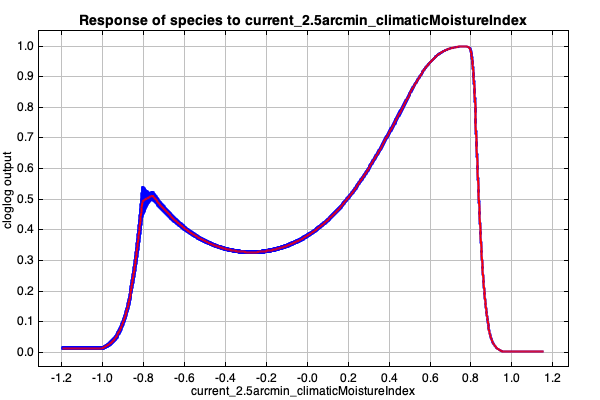 Response of species to current_2.5arcmin_climaticMoistureIndex
1.0
0.9
0.8
0.7
0.6
0.5
0.4
0.3
0.2
0.1
0.0
cloglog output
-1.2 -1.0 -0.8 -0.6 -0.4 -0.2 0.0 0.2 0.4 0.6 0.8 1.0 1.2
current_2.5arcmin_climaticMoistureIndex